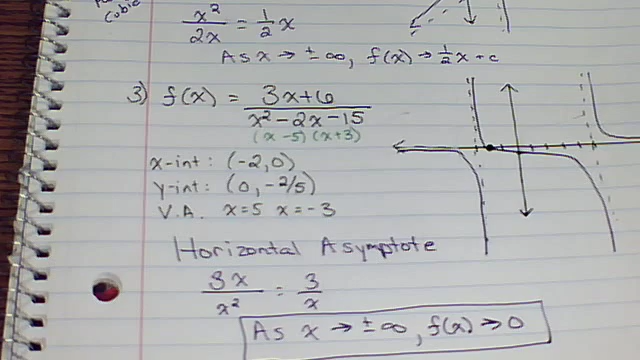 Cubic
x²/2x = 1/2 x
As x → ±∞, f(x) → 1/2 x + c
3) f(x) = 3x+6 / x² - 2x - 15
(x-5)(x+3)
x-int: (-2,0)
y-int: (0, -2/5)
V.A. x=5 x=-3
Horizontal Asymptote
3x/x² = 3/x
As x → ±∞, f(x) → 0